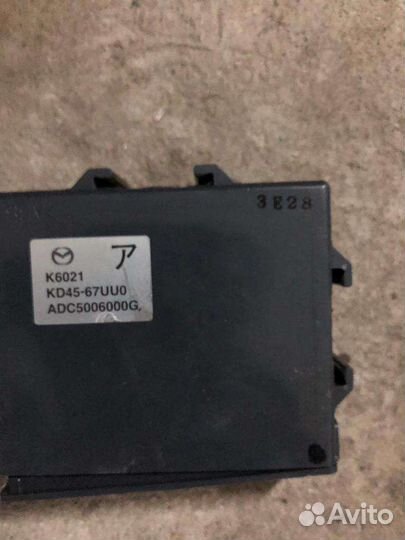 3E28
ア
K6021
KD45-67UU0
ADC5006000G,
Avito